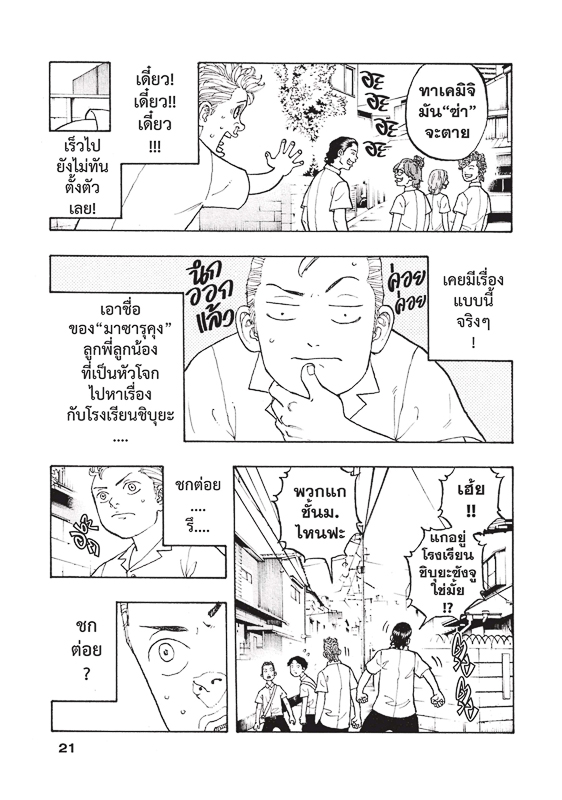 ทาเคมิจิ
มัน“ซ่า”
จะตาย
ฮะ
ฮะ
ฮะ
ฮะ
เดี๋ยว!
เดี๋ยว!!
เดี๋ยว
!!!
เร็วไป
ยังไม่ทัน
ตั้งตัว
เลย!
เคยมีเรื่อง
แบบนี้
จริงๆ
!
ค่อย
ค่อย
นึก
ออก
แล้ว
เอาชื่อ
ของ“มาซารุคุง”
ลูกพี่ลูกน้อง
ที่เป็นหัวโจก
ไปหาเรื่อง
กับโรงเรียนชิบุยะ
....
เฮ้ย
!!
แกอยู่
โรงเรียน
ชิบุยะซังจู
ใช่มั้ย
!?
พวกแก
ชั้นม.
ไหนฟะ
ชกต่อย
....
รึ....
ชก
ต่อย
?
21